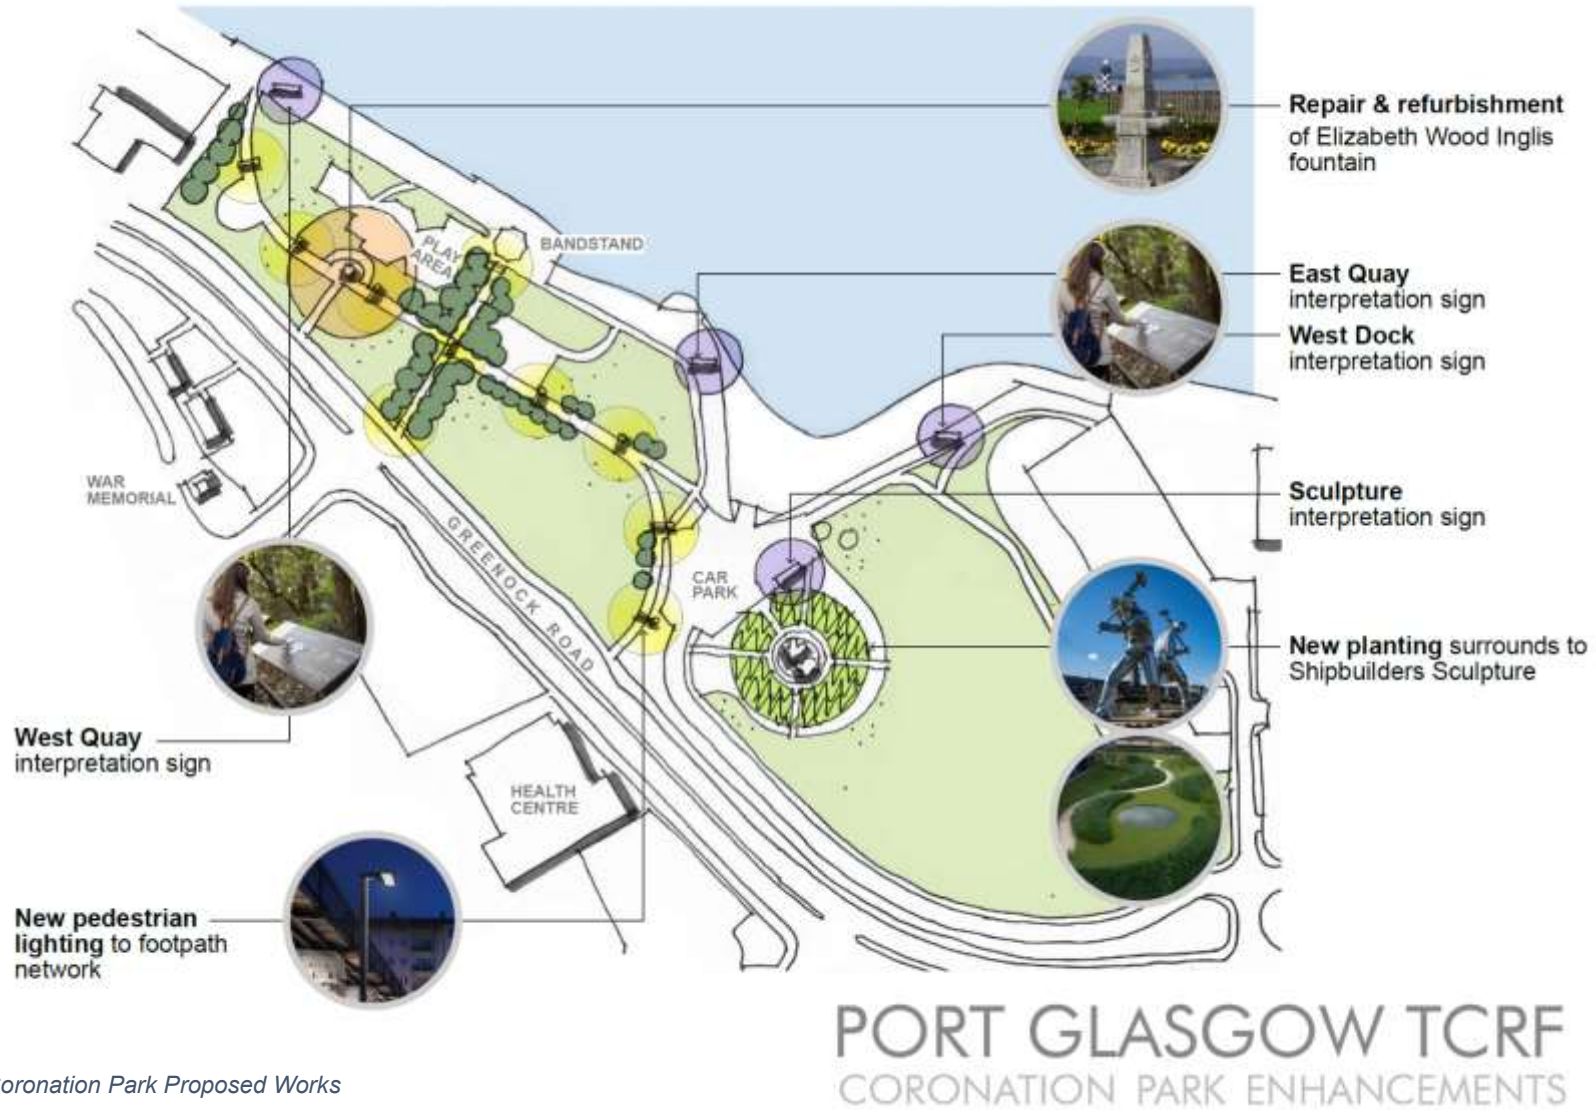 Repair & refurbishment
of Elizabeth Wood Inglis
fountain
PLAY
AREA
BANDSTAND
East Quay
interpretation sign
West Dock
interpretation sign
WAR
MEMORIAL
Sculpture
interpretation sign
GREENOCK ROAD
CAR
PARK
New planting surrounds to
Shipbuilders Sculpture
West Quay
interpretation sign
HEALTH
CENTRE
New pedestrian
lighting to footpath
network
PORT GLASGOW TCRF
CORONATION PARK ENHANCEMENTS
oronation Park Proposed Works